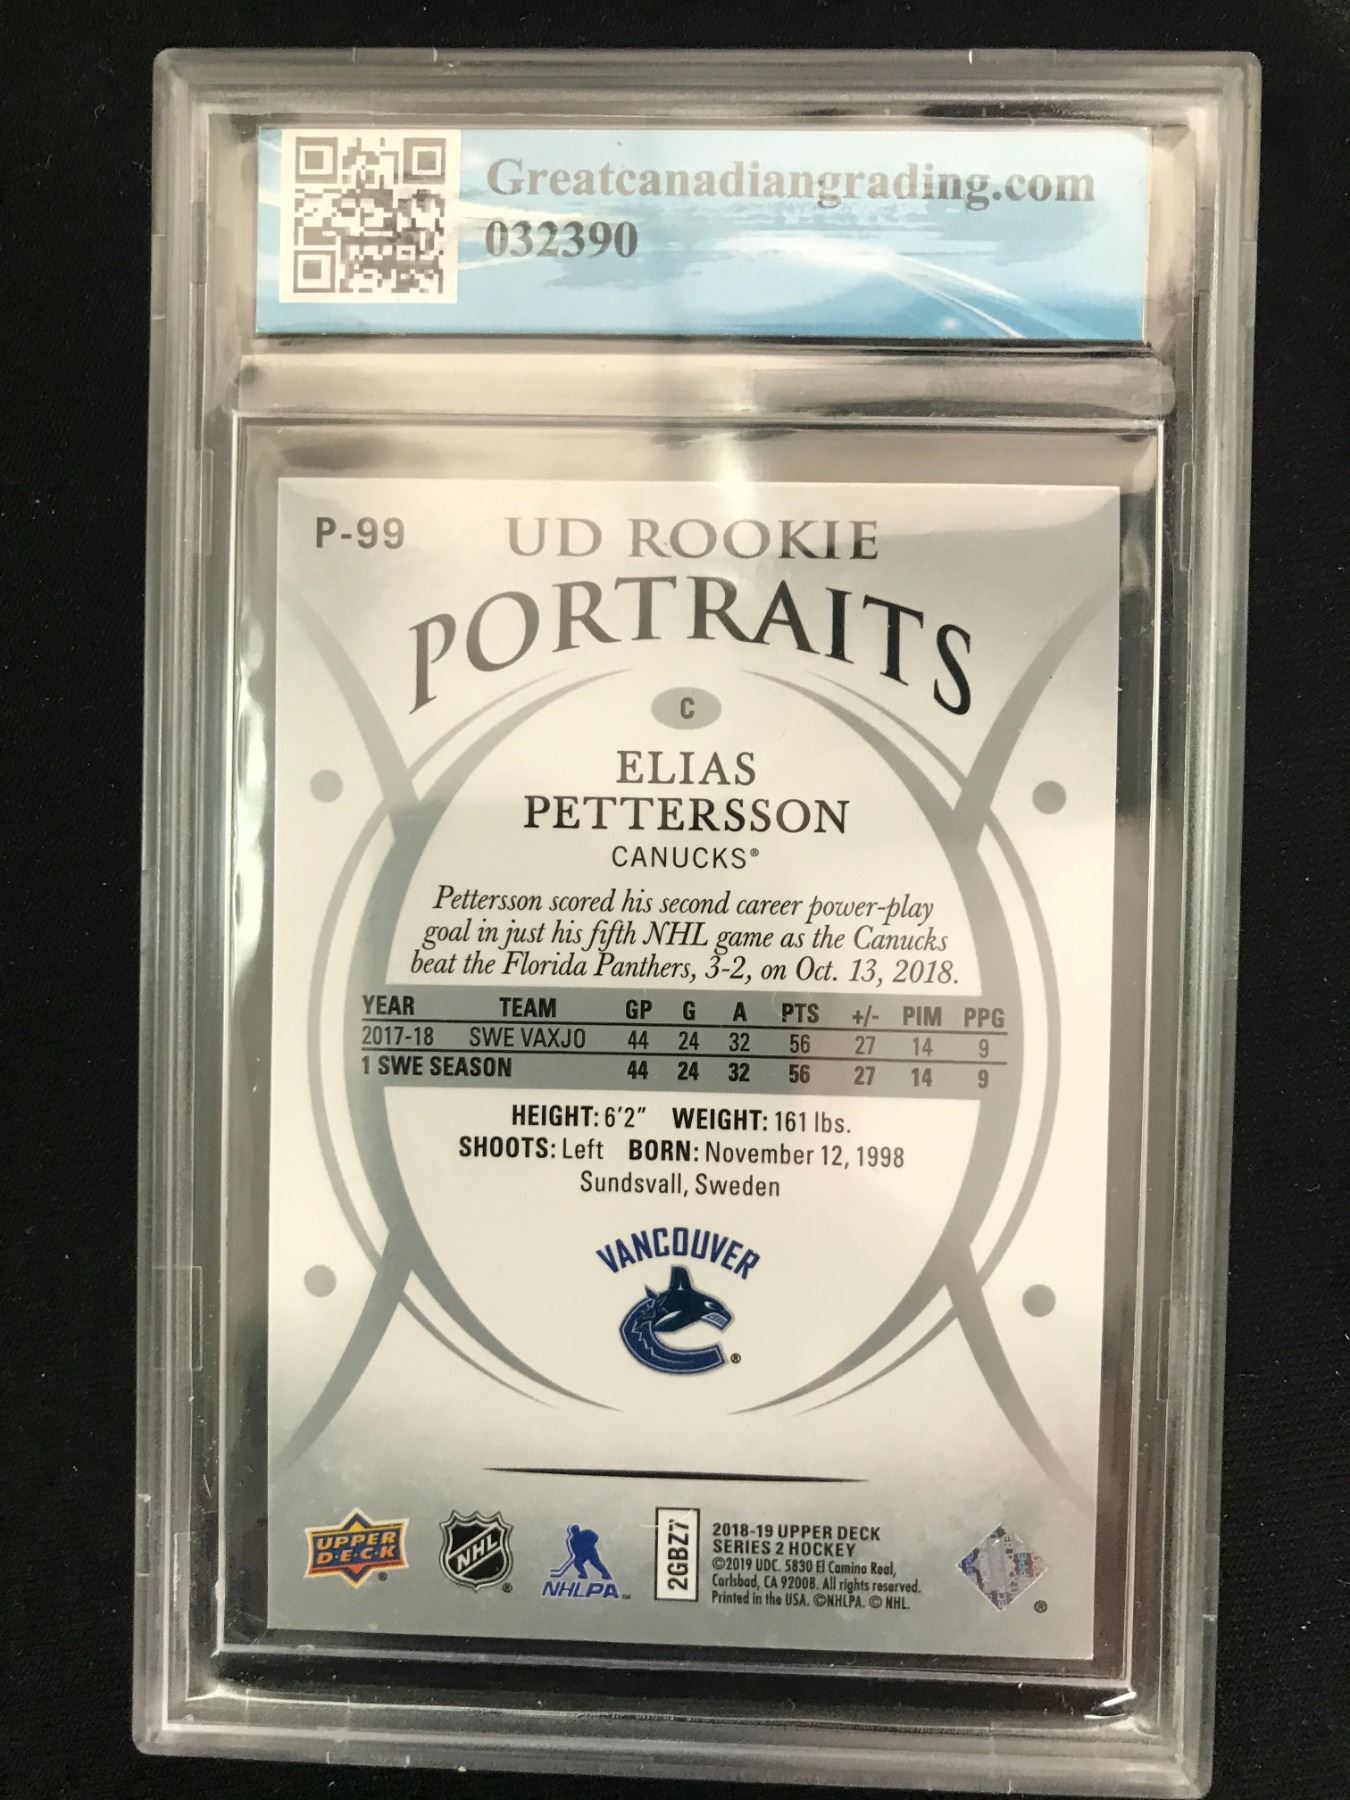 Greatcanadiangrading.com
032390
P-99
UD ROOKIE
PORTRAITS
C
ELIAS
PETTERSSON
CANUCKS®
Pettersson scored his second career power-play
goal in just his fifth NHL game as the Canucks
beat the Florida Panthers, 3-2, on Oct. 13, 2018.
YEAR TEAM GP G A PTS +/- PIM PPG
2017-18 SWE VAXJO 44 24 32 56 27 14 9
1 SWE SEASON 44 24 32 56 27 14 9
HEIGHT: 6'2" WEIGHT: 161 lbs.
SHOOTS: Left BORN: November 12, 1998
Sundsvall, Sweden
VANCOUVER
®
UPPER
DECK
®
NHL
®
NHLPA
2GBZ7
2018-19 UPPER DECK
SERIES 2 HOCKEY
©2019 UDC. 5830 El Camino Real,
Carlsbad, CA 92008. All rights reserved.
Printed in the USA. ©NHLPA. © NHL.
®